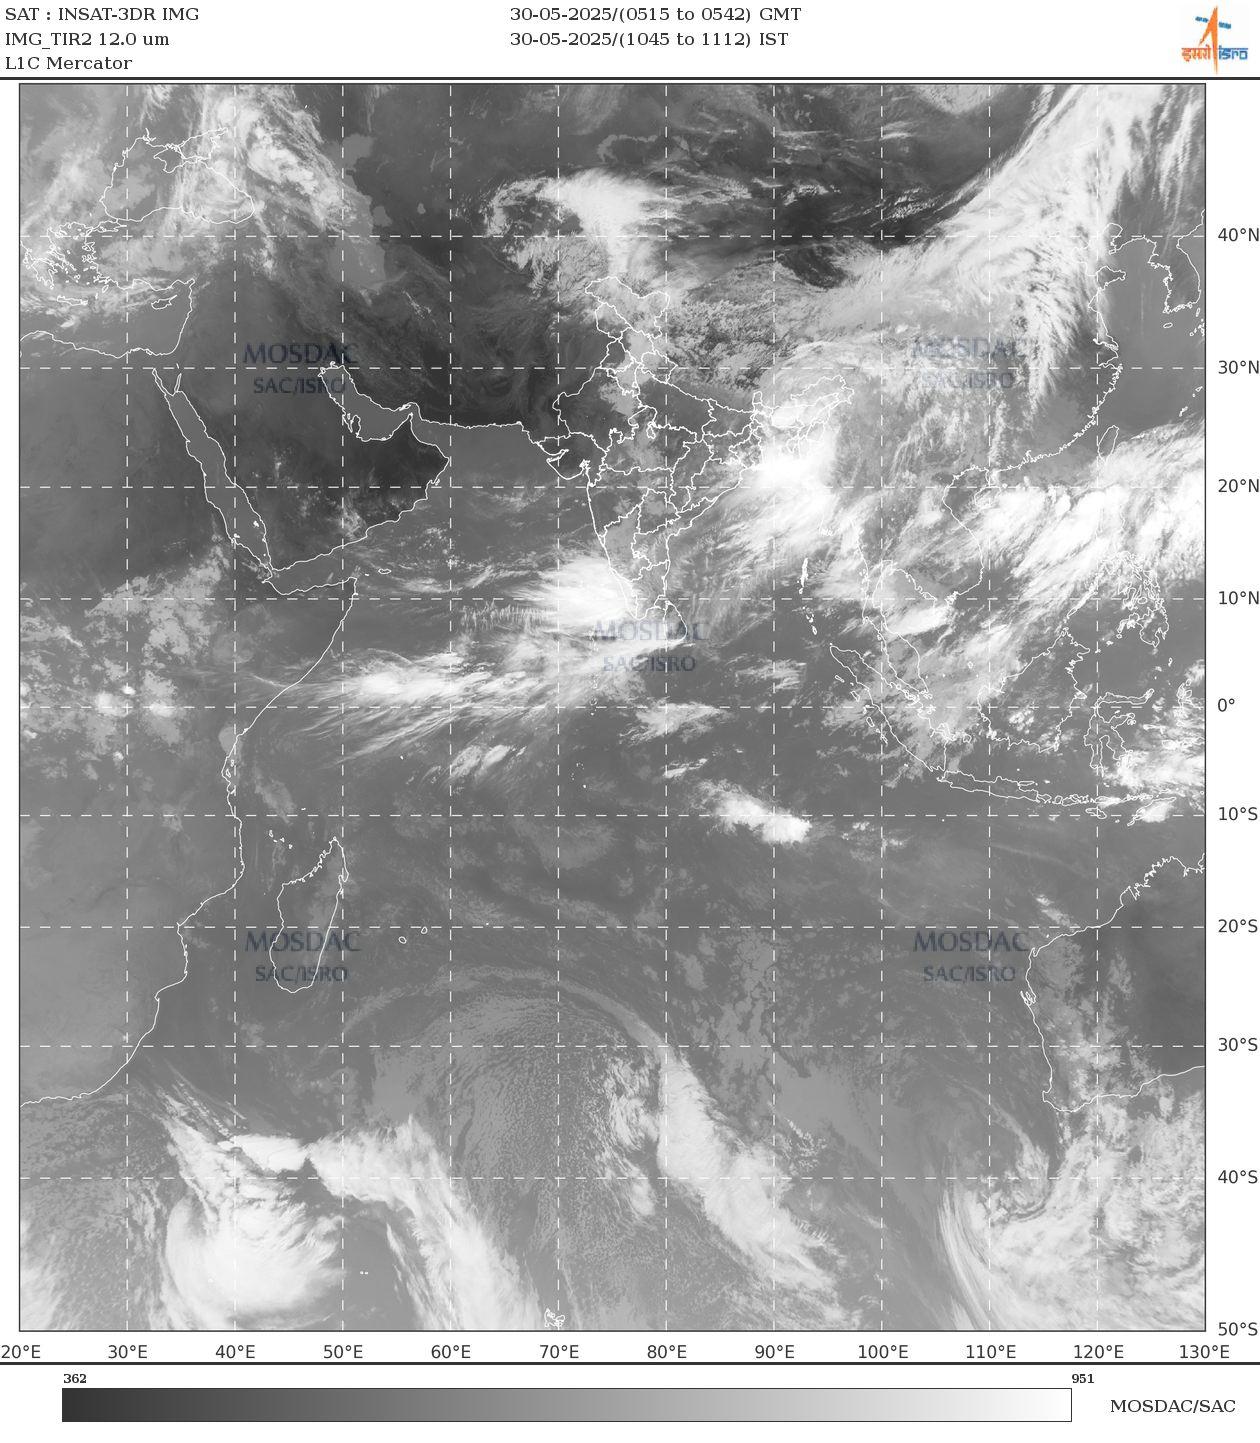 SAT : INSAT-3DR IMG
30-05-2025/(0515 to 0542) GMT
IMG_TIR2 12.0 um
30-05-2025/(1045 to 1112) IST
L1C Mercator
इसरो isro
40°N
MOSDAC
SAC/ISRO
MOSDAC
SAC/ISRO
30°N
20°N
10°N
MOSDAC
SAC/ISRO
0°
10°S
20°S
MOSDAC
SAC/ISRO
MOSDAC
SAC/ISRO
30°S
40°S
50°S
20°E 30°E 40°E 50°E 60°E 70°E 80°E 90°E 100°E 110°E 120°E 130°E
362
951
MOSDAC/SAC